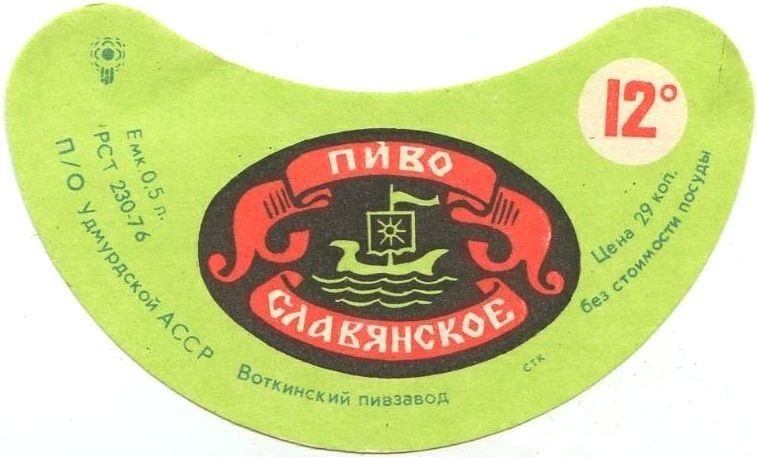 ПИВО
СЛАВЯНСКОЕ
12°
Емк. 0,5 л.
РСТ 230-76
П/О Удмурдской АССР
Воткинский пивзавод
стк
Цена 29 коп.
без стоимости посуды